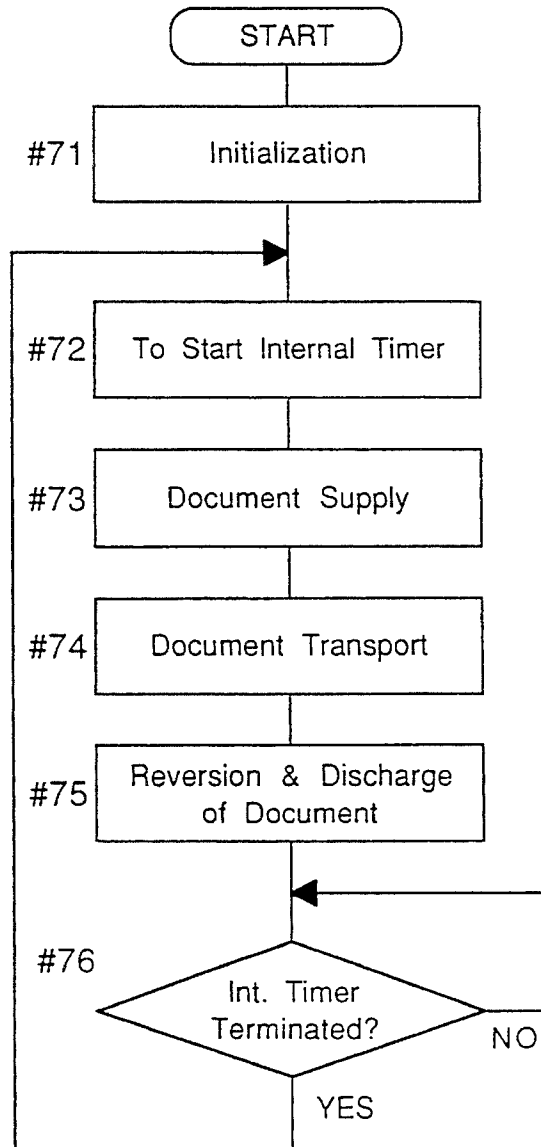 START
#71
Initialization
#72
To Start Internal Timer
#73
Document Supply
#74
Document Transport
#75
Reversion & Discharge
of Document
#76
Int. Timer
Terminated?
NO
YES